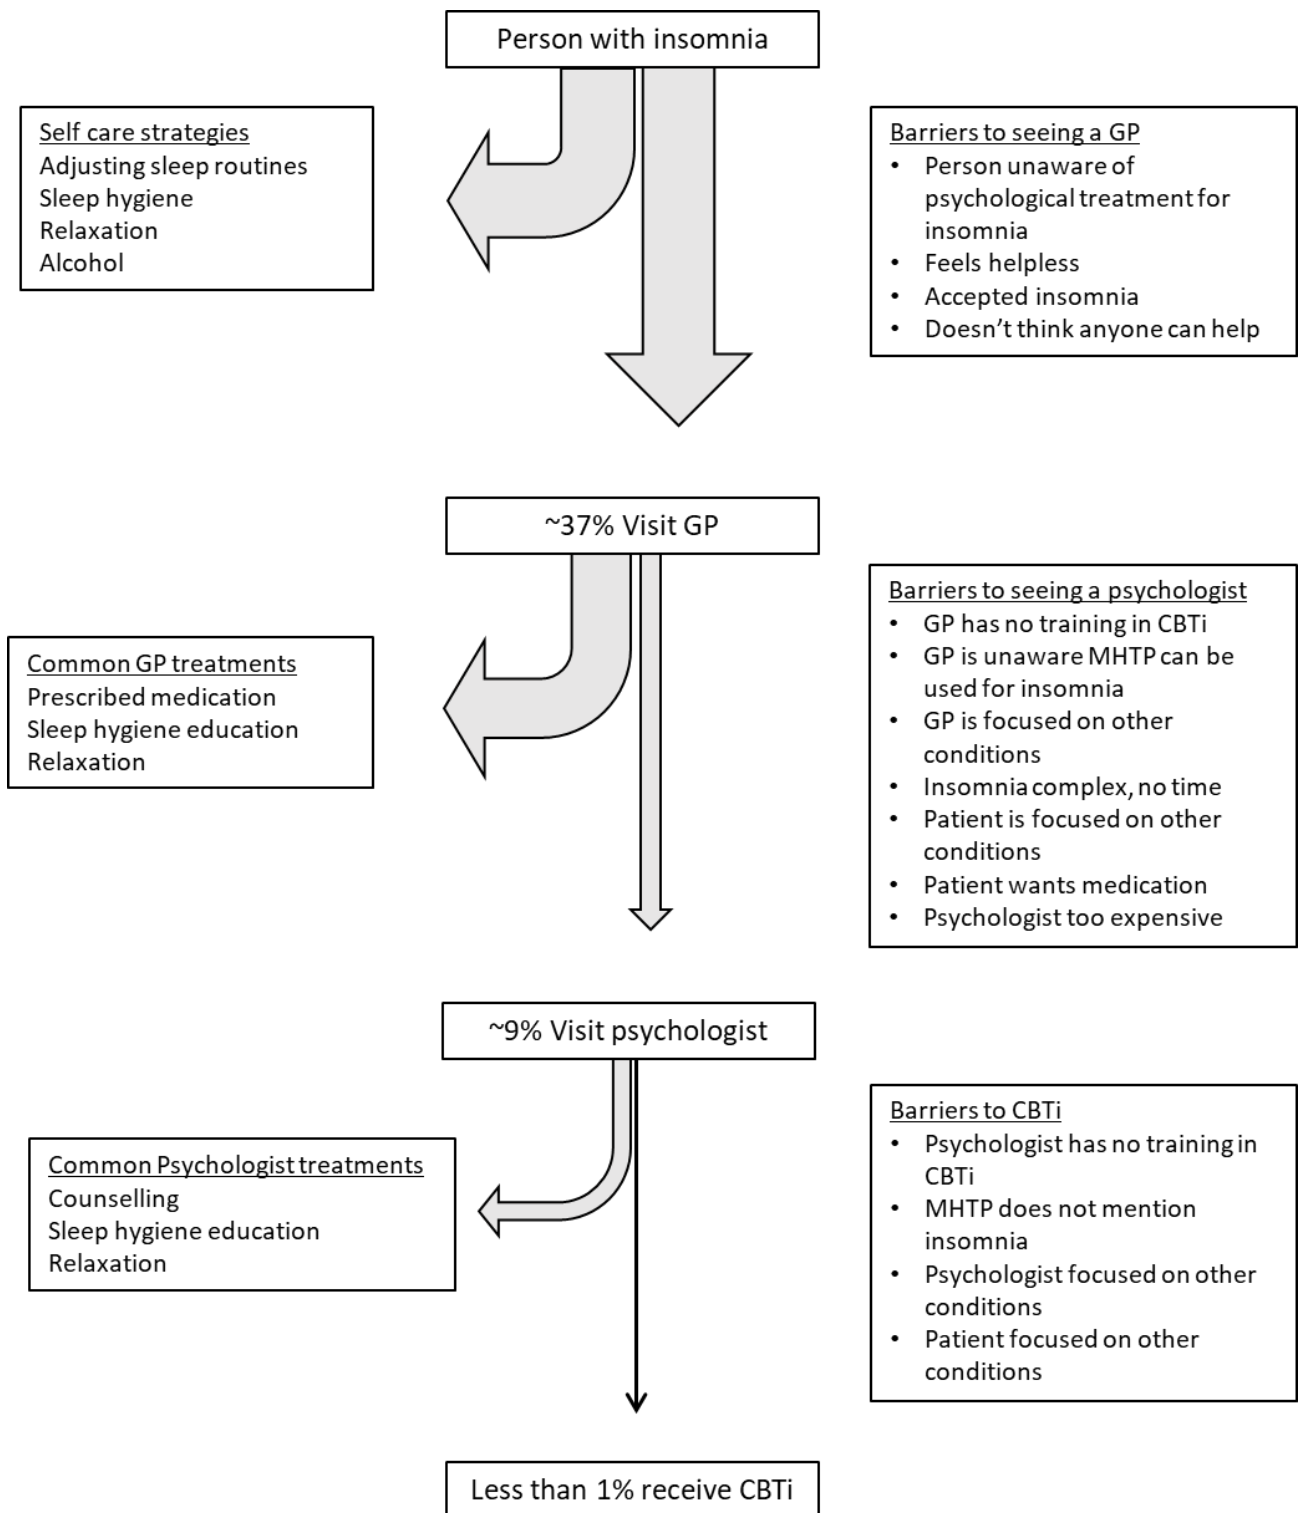 Person with insomnia
Self care strategies
Adjusting sleep routines
Sleep hygiene
Relaxation
Alcohol
Barriers to seeing a GP
• Person unaware of
psychological treatment for
insomnia
• Feels helpless
• Accepted insomnia
• Doesn't think anyone can help
~37% Visit GP
Common GP treatments
Prescribed medication
Sleep hygiene education
Relaxation
Barriers to seeing a psychologist
• GP has no training in CBTi
• GP is unaware MHTP can be
used for insomnia
• GP is focused on other
conditions
• Insomnia complex, no time
• Patient is focused on other
conditions
• Patient wants medication
• Psychologist too expensive
~9% Visit psychologist
Common Psychologist treatments
Counselling
Sleep hygiene education
Relaxation
Barriers to CBTi
• Psychologist has no training in
CBTi
• MHTP does not mention
insomnia
• Psychologist focused on other
conditions
• Patient focused on other
conditions
Less than 1% receive CBTi